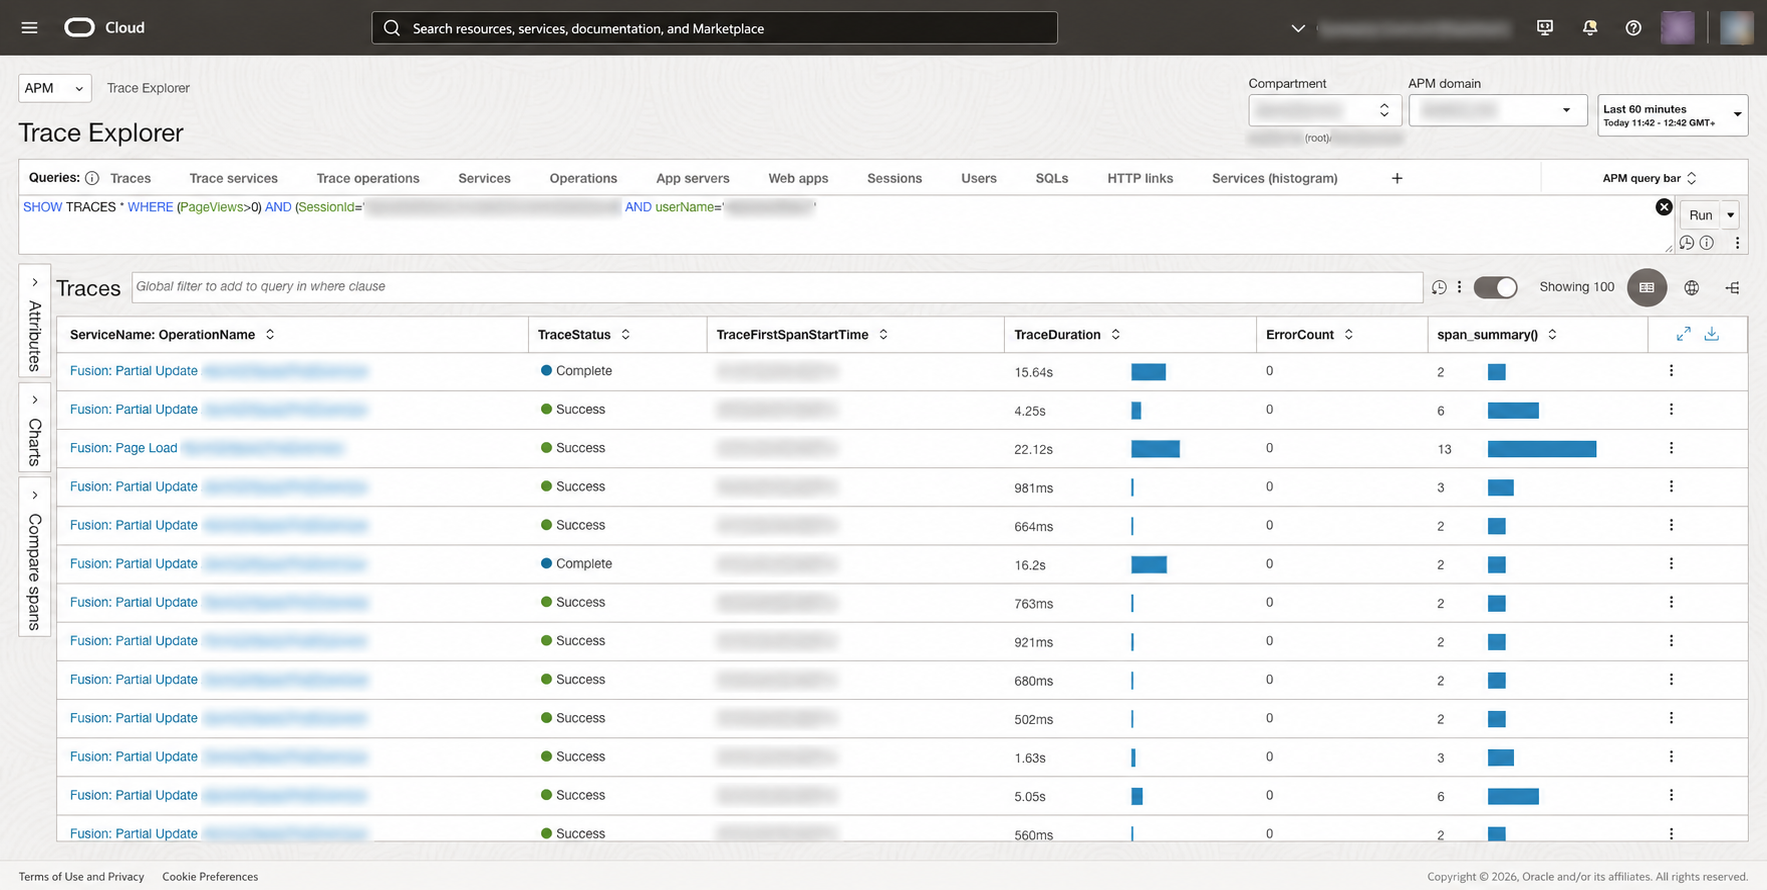 Cloud
Search resources, services, documentation, and Marketplace
APM
Trace Explorer
Compartment
APM domain
(root)/
Last 60 minutes
Today 11:42 - 12:42 GMT+
Trace Explorer
Queries: Traces Trace services Trace operations Services Operations App servers Web apps Sessions Users SQLs HTTP links Services (histogram) + APM query bar
SHOW TRACES * WHERE (PageViews>0) AND (SessionId=' AND userName=' '
Run
Attributes
Charts
Compare spans
Traces Global filter to add to query in where clause Showing 100
ServiceName: OperationName TraceStatus TraceFirstSpanStartTime TraceDuration ErrorCount span_summary()
Fusion: Partial Update Complete 15.64s 0 2
Fusion: Partial Update Success 4.25s 0 6
Fusion: Page Load Success 22.12s 0 13
Fusion: Partial Update Success 981ms 0 3
Fusion: Partial Update Success 664ms 0 2
Fusion: Partial Update Complete 16.2s 0 2
Fusion: Partial Update Success 763ms 0 2
Fusion: Partial Update Success 921ms 0 2
Fusion: Partial Update Success 680ms 0 2
Fusion: Partial Update Success 502ms 0 2
Fusion: Partial Update Success 1.63s 0 3
Fusion: Partial Update Success 5.05s 0 6
Fusion: Partial Update Success 560ms 0 2
Terms of Use and Privacy Cookie Preferences Copyright © 2026, Oracle and/or its affiliates. All rights reserved.